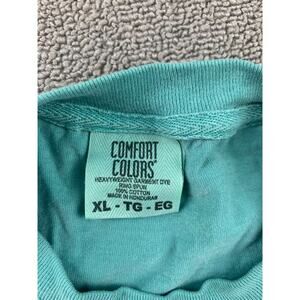 COMFORT
COLORS
HEAVYWEIGHT GARMENT DYE
RING SPUN
100% COTTON
MADE IN HONDURAS
XL - TG - EG